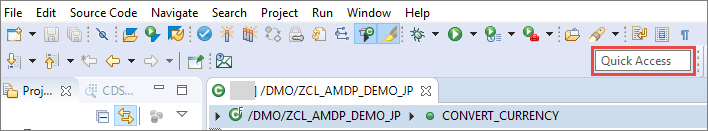 File Edit Source Code Navigate Search Project Run Window Help
Quick Access
Proj... CDS... ] /DMO/ZCL_AMDP_DEMO_JP
/DMO/ZCL_AMDP_DEMO_JP CONVERT_CURRENCY